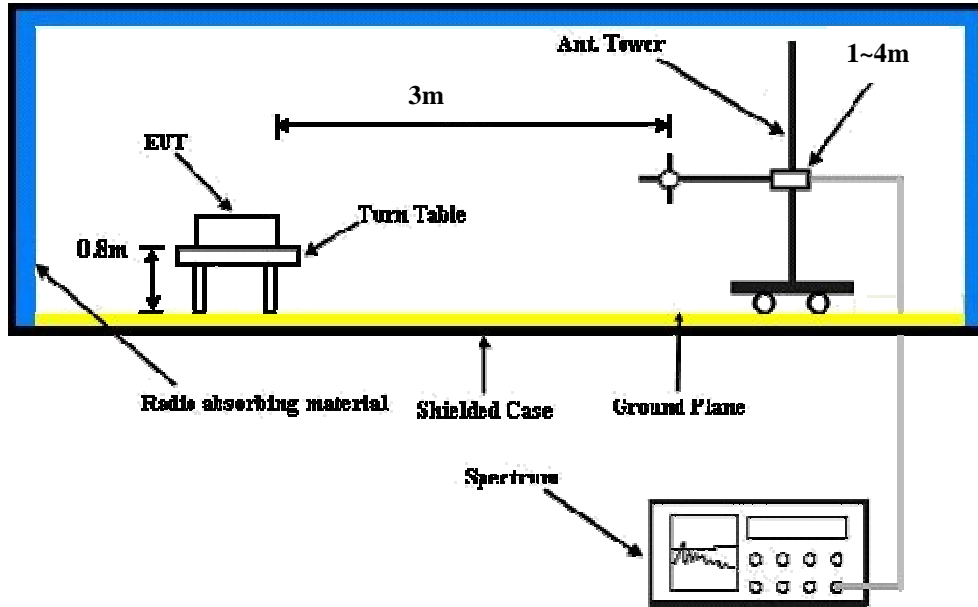 Ant. Tower
1~4m
3m
EUT
Turn Table
0.8m
Radio absorbing material
Shielded Case
Ground Plane
Spectrum